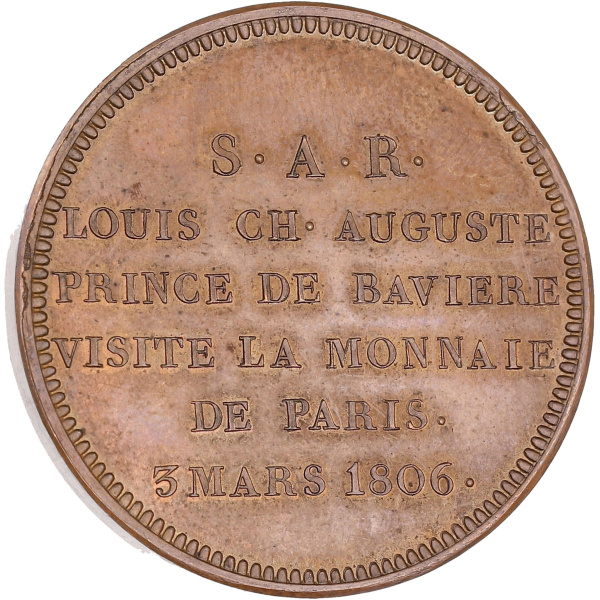 S·A·R·
LOUIS CH· AUGUSTE
PRINCE DE BAVIERE
VISITE LA MONNAIE
DE PARIS.
3 MARS 1806.